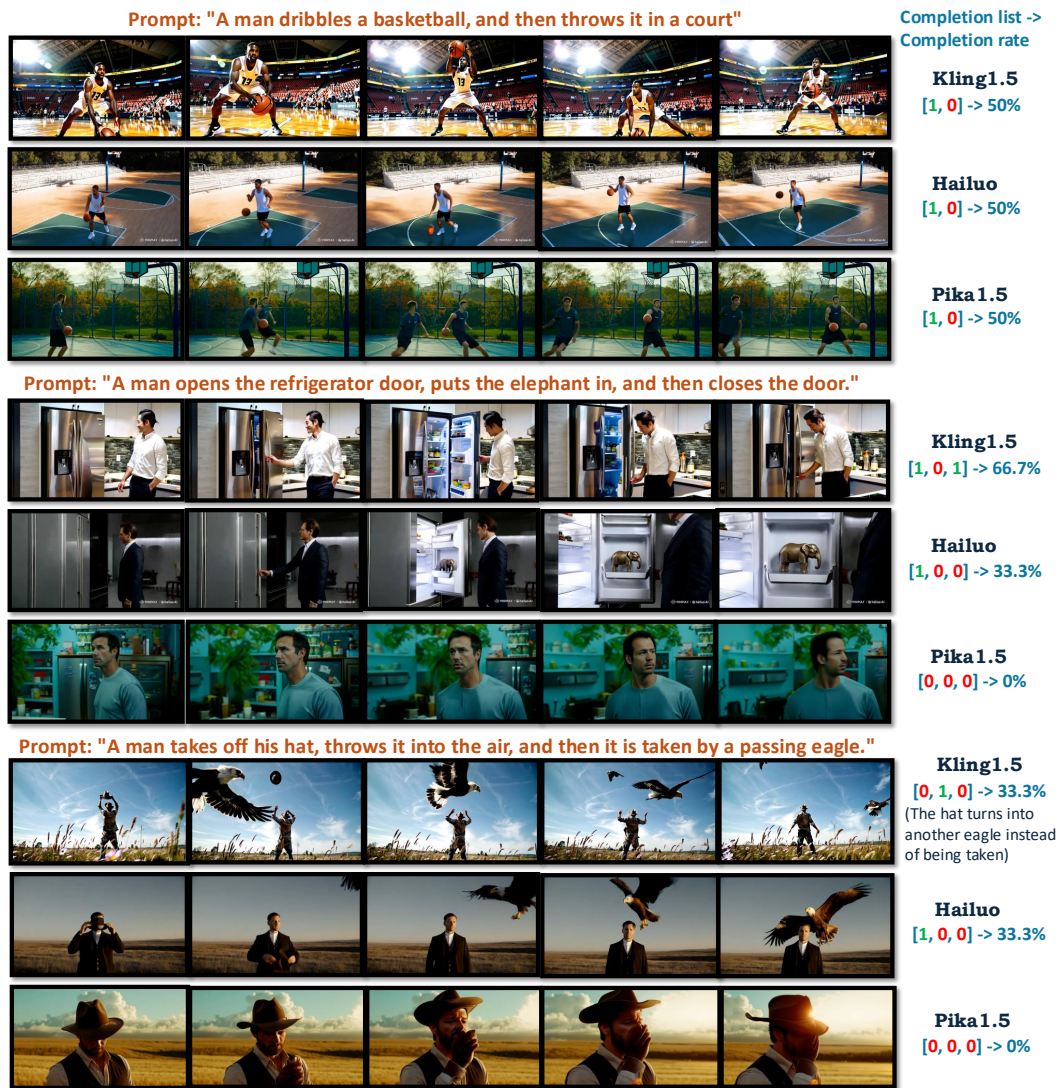 Prompt: "A man dribbles a basketball, and then throws it in a court"
Completion list ->
Completion rate
Kling1.5
[1, 0] -> 50%
13
Hailuo
[1, 0] -> 50%
Pika1.5
[1, 0] -> 50%
Prompt: "A man opens the refrigerator door, puts the elephant in, and then closes the door."
Kling1.5
[1, 0, 1] -> 66.7%
Hailuo
[1, 0, 0] -> 33.3%
Pika1.5
[0, 0, 0] -> 0%
Prompt: "A man takes off his hat, throws it into the air, and then it is taken by a passing eagle."
Kling1.5
[0, 1, 0] -> 33.3%
(The hat turns into
another eagle instead
of being taken)
Hailuo
[1, 0, 0] -> 33.3%
Pika1.5
[0, 0, 0] -> 0%